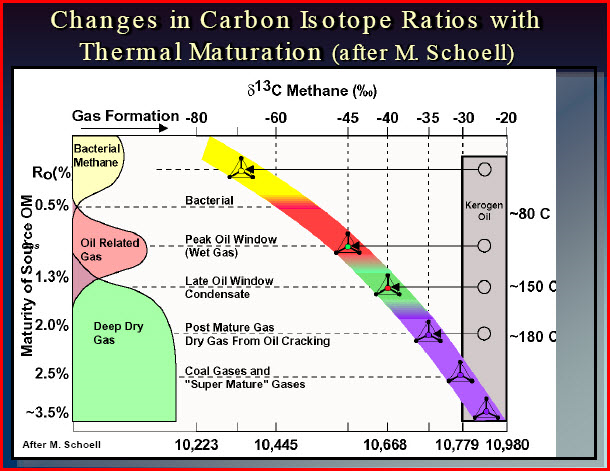 Changes in Carbon Isotope Ratios with
Thermal Maturation (after M. Schoell)
δ13C Methane (‰)
Gas Formation
-80 -60 -45 -40 -35 -30 -20
Bacterial
Methane
Ro(%
Kerogen
Oil
0.5%
Bacterial
~80 C
Oil Related
Gas
Peak Oil Window
(Wet Gas)
Maturity of Source OM
1.3%
Late Oil Window
Condensate
~150 C
2.0%
Deep Dry
Gas
Post Mature Gas
Dry Gas From Oil Cracking
~180 C
2.5%
Coal Gases and
"Super Mature" Gases
~3.5%
After M. Schoell
10,223 10,445 10,668 10,779 10,980